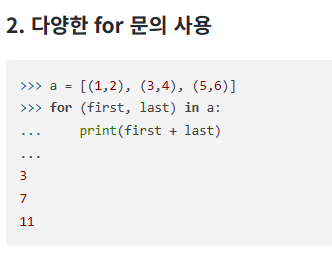 2. 다양한 for 문의 사용
>>> a = [(1,2), (3,4), (5,6)]
>>> for (first, last) in a:
...     print(first + last)
...
3
7
11